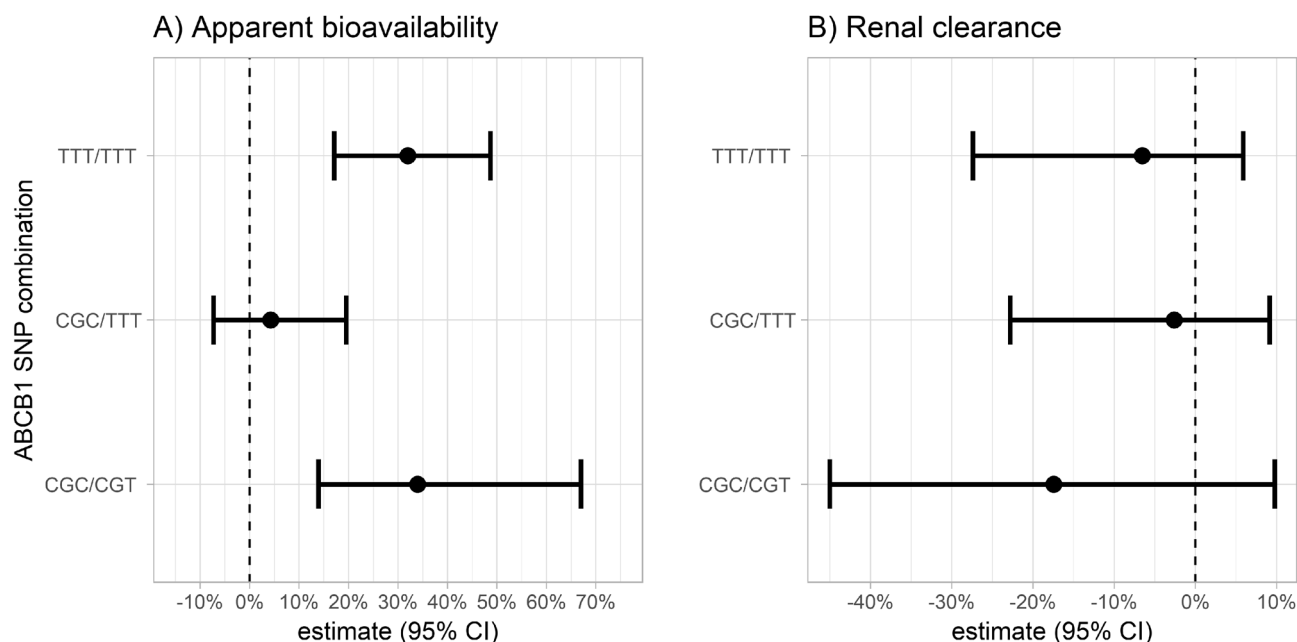 A) Apparent bioavailability
ABCB1 SNP combination
TTT/TTT
CGC/TTT
CGC/CGT
-10% 0% 10% 20% 30% 40% 50% 60% 70%
estimate (95% CI)
B) Renal clearance
TTT/TTT
CGC/TTT
CGC/CGT
-40% -30% -20% -10% 0% 10%
estimate (95% CI)